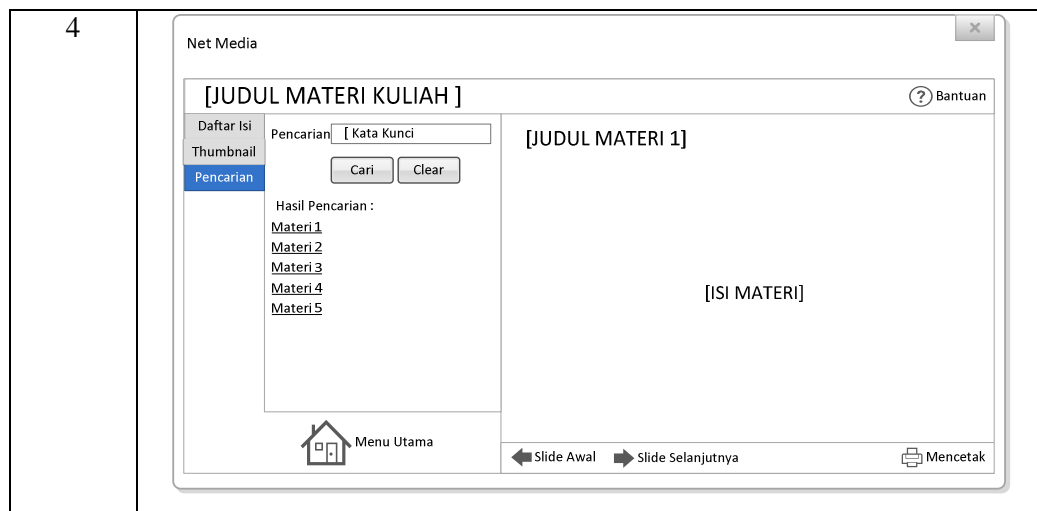 4
Net Media
[JUDUL MATERI KULIAH ]
Bantuan
Daftar Isi
Thumbnail
Pencarian
Pencarian [ Kata Kunci
Cari Clear
Hasil Pencarian :
Materi 1
Materi 2
Materi 3
Materi 4
Materi 5
Menu Utama
[JUDUL MATERI 1]
[ISI MATERI]
Slide Awal Slide Selanjutnya Mencetak